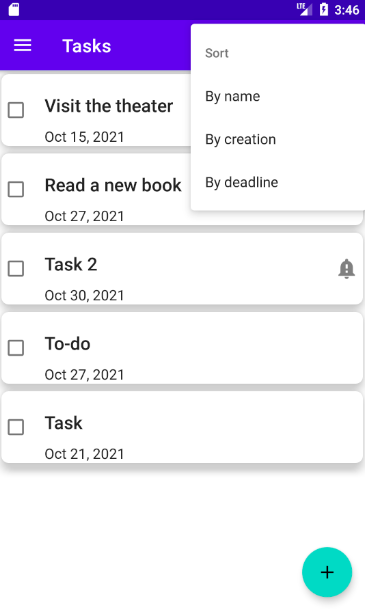 LTE 3:46
Tasks
Sort
By name
By creation
By deadline
Visit the theater
Oct 15, 2021
Read a new book
Oct 27, 2021
Task 2
Oct 30, 2021
To-do
Oct 27, 2021
Task
Oct 21, 2021